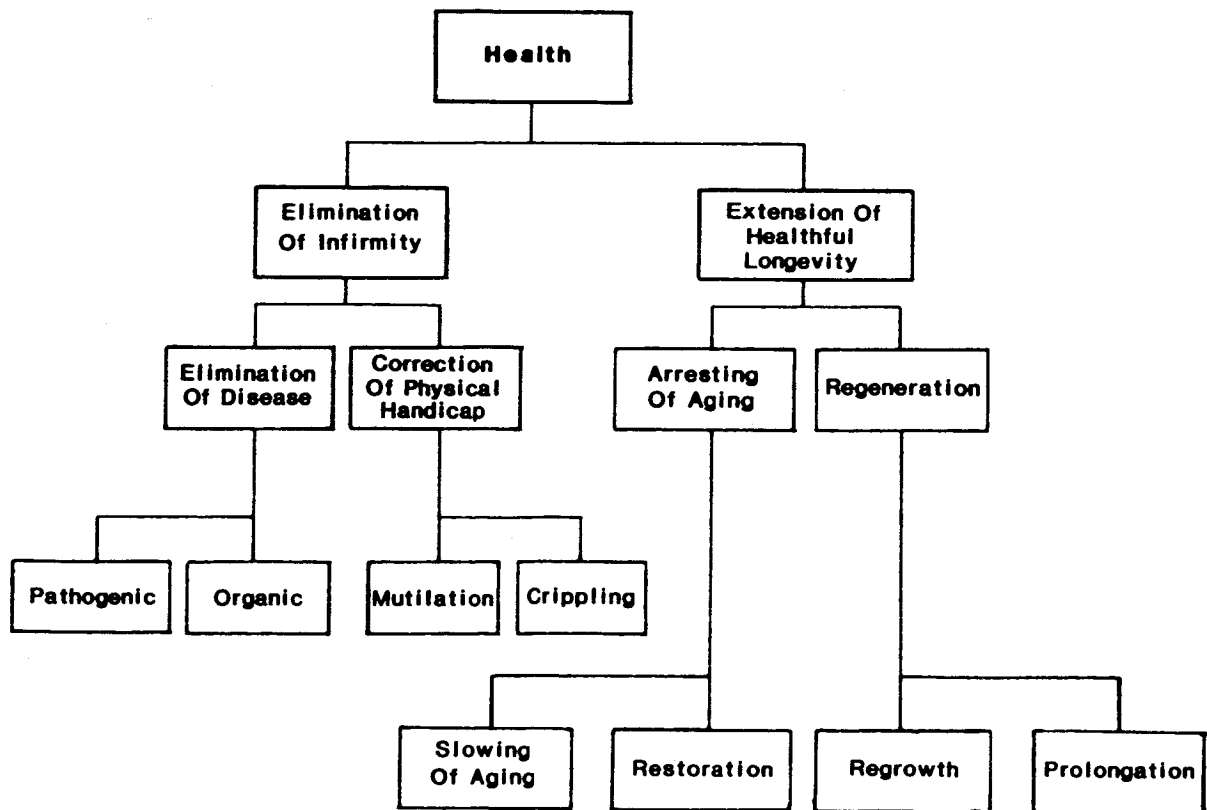 Health
Elimination
Of Infirmity
Extension Of
Healthful
Longevity
Elimination
Of Disease
Correction
Of Physical
Handicap
Arresting
Of Aging
Regeneration
Pathogenic
Organic
Mutilation
Crippling
Slowing
Of Aging
Restoration
Regrowth
Prolongation